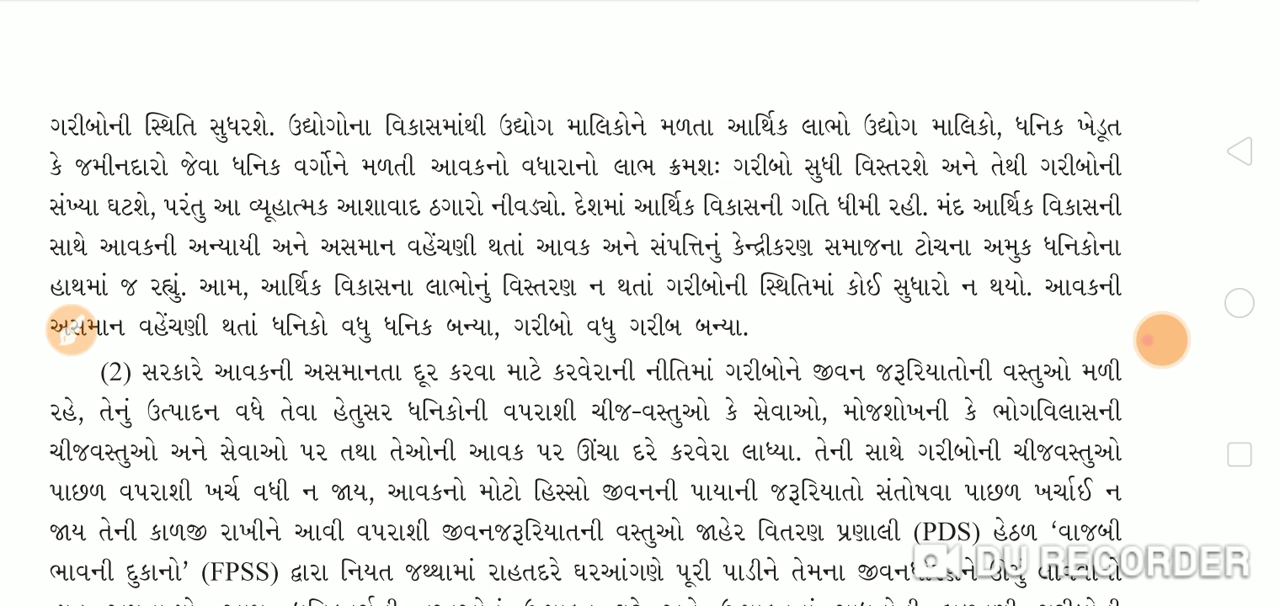 ગરીબોની સ્થિતિ સુધરશે. ઉદ્યોગોના વિકાસમાંથી ઉદ્યોગ માલિકોને મળતા આર્થિક લાભો ઉદ્યોગ માલિકો, ધનિક ખેડૂત
કે જમીનદારો જેવા ધનિક વર્ગોને મળતી આવકનો વધારાનો લાભ ક્રમશઃ ગરીબો સુધી વિસ્તરશે અને તેથી ગરીબોની
સંખ્યા ઘટશે, પરંતુ આ વ્યૂહાત્મક આશાવાદ ઠગારો નીવડ્યો. દેશમાં આર્થિક વિકાસની ગતિ ધીમી રહી. મંદ આર્થિક વિકાસની
સાથે આવકની અન્યાયી અને અસમાન વહેંચણી થતાં આવક અને સંપત્તિનું કેન્દ્રીકરણ સમાજના ટોચના અમુક ધનિકોના
હાથમાં જ રહ્યું. આમ, આર્થિક વિકાસના લાભોનું વિસ્તરણ ન થતાં ગરીબોની સ્થિતિમાં કોઈ સુધારો ન થયો. આવકની
અસમાન વહેંચણી થતાં ધનિકો વધુ ધનિક બન્યા, ગરીબો વધુ ગરીબ બન્યા.
(2) સરકારે આવકની અસમાનતા દૂર કરવા માટે કરવેરાની નીતિમાં ગરીબોને જીવન જરૂરિયાતોની વસ્તુઓ મળી
રહે, તેનું ઉત્પાદન વધે તેવા હેતુસર ધનિકોની વપરાશી ચીજ-વસ્તુઓ કે સેવાઓ, મોજશોખની કે ભોગવિલાસની
ચીજવસ્તુઓ અને સેવાઓ પર તથા તેઓની આવક પર ઊંચા દરે કરવેરા લાધ્યા. તેની સાથે ગરીબોની ચીજવસ્તુઓ
પાછળ વપરાશી ખર્ચ વધી ન જાય, આવકનો મોટો હિસ્સો જીવનની પાયાની જરૂરિયાતો સંતોષવા પાછળ ખર્ચાઈ ન
જાય તેની કાળજી રાખીને આવી વપરાશી જીવનજરૂરિયાતની વસ્તુઓ જાહેર વિતરણ પ્રણાલી (PDS) હેઠળ ‘વાજબી
ભાવની દુકાનો’ (FPSS) દ્વારા નિયત જથ્થામાં રાહતદરે ઘરઆંગણે પૂરી પાડીને તેમના
DU RECORDER